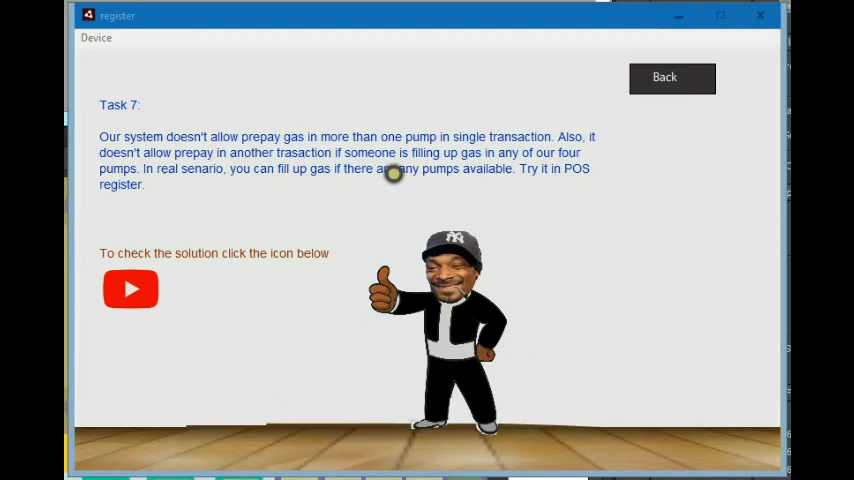 register
Device
Back
Task 7:
Our system doesn't allow prepay gas in more than one pump in single transaction. Also, it
doesn't allow prepay in another trasaction if someone is filling up gas in any of our four
pumps. In real senario, you can fill up gas if there any pumps available. Try it in POS
register.
To check the solution click the icon below